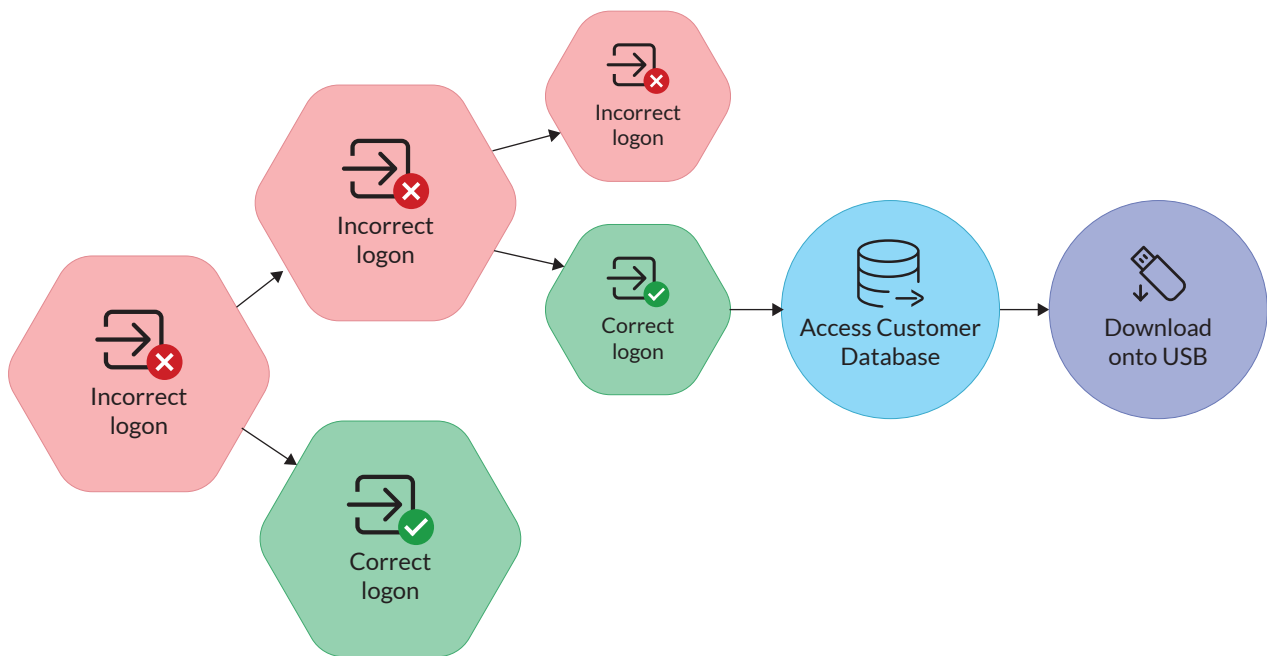 Incorrect
logon
Incorrect
logon
Correct
logon
Incorrect
logon
Correct
logon
Access Customer
Database
Download
onto USB